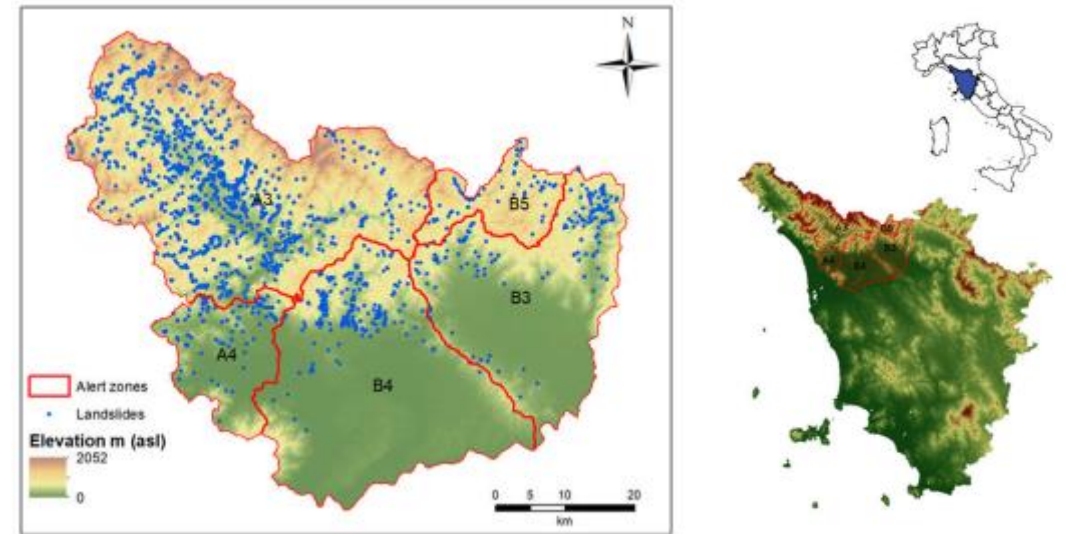 N
A3
B5
B3
A4
B4
Alert zones
Landslides
Elevation m (asl)
2052
0
0 5 10 20
km